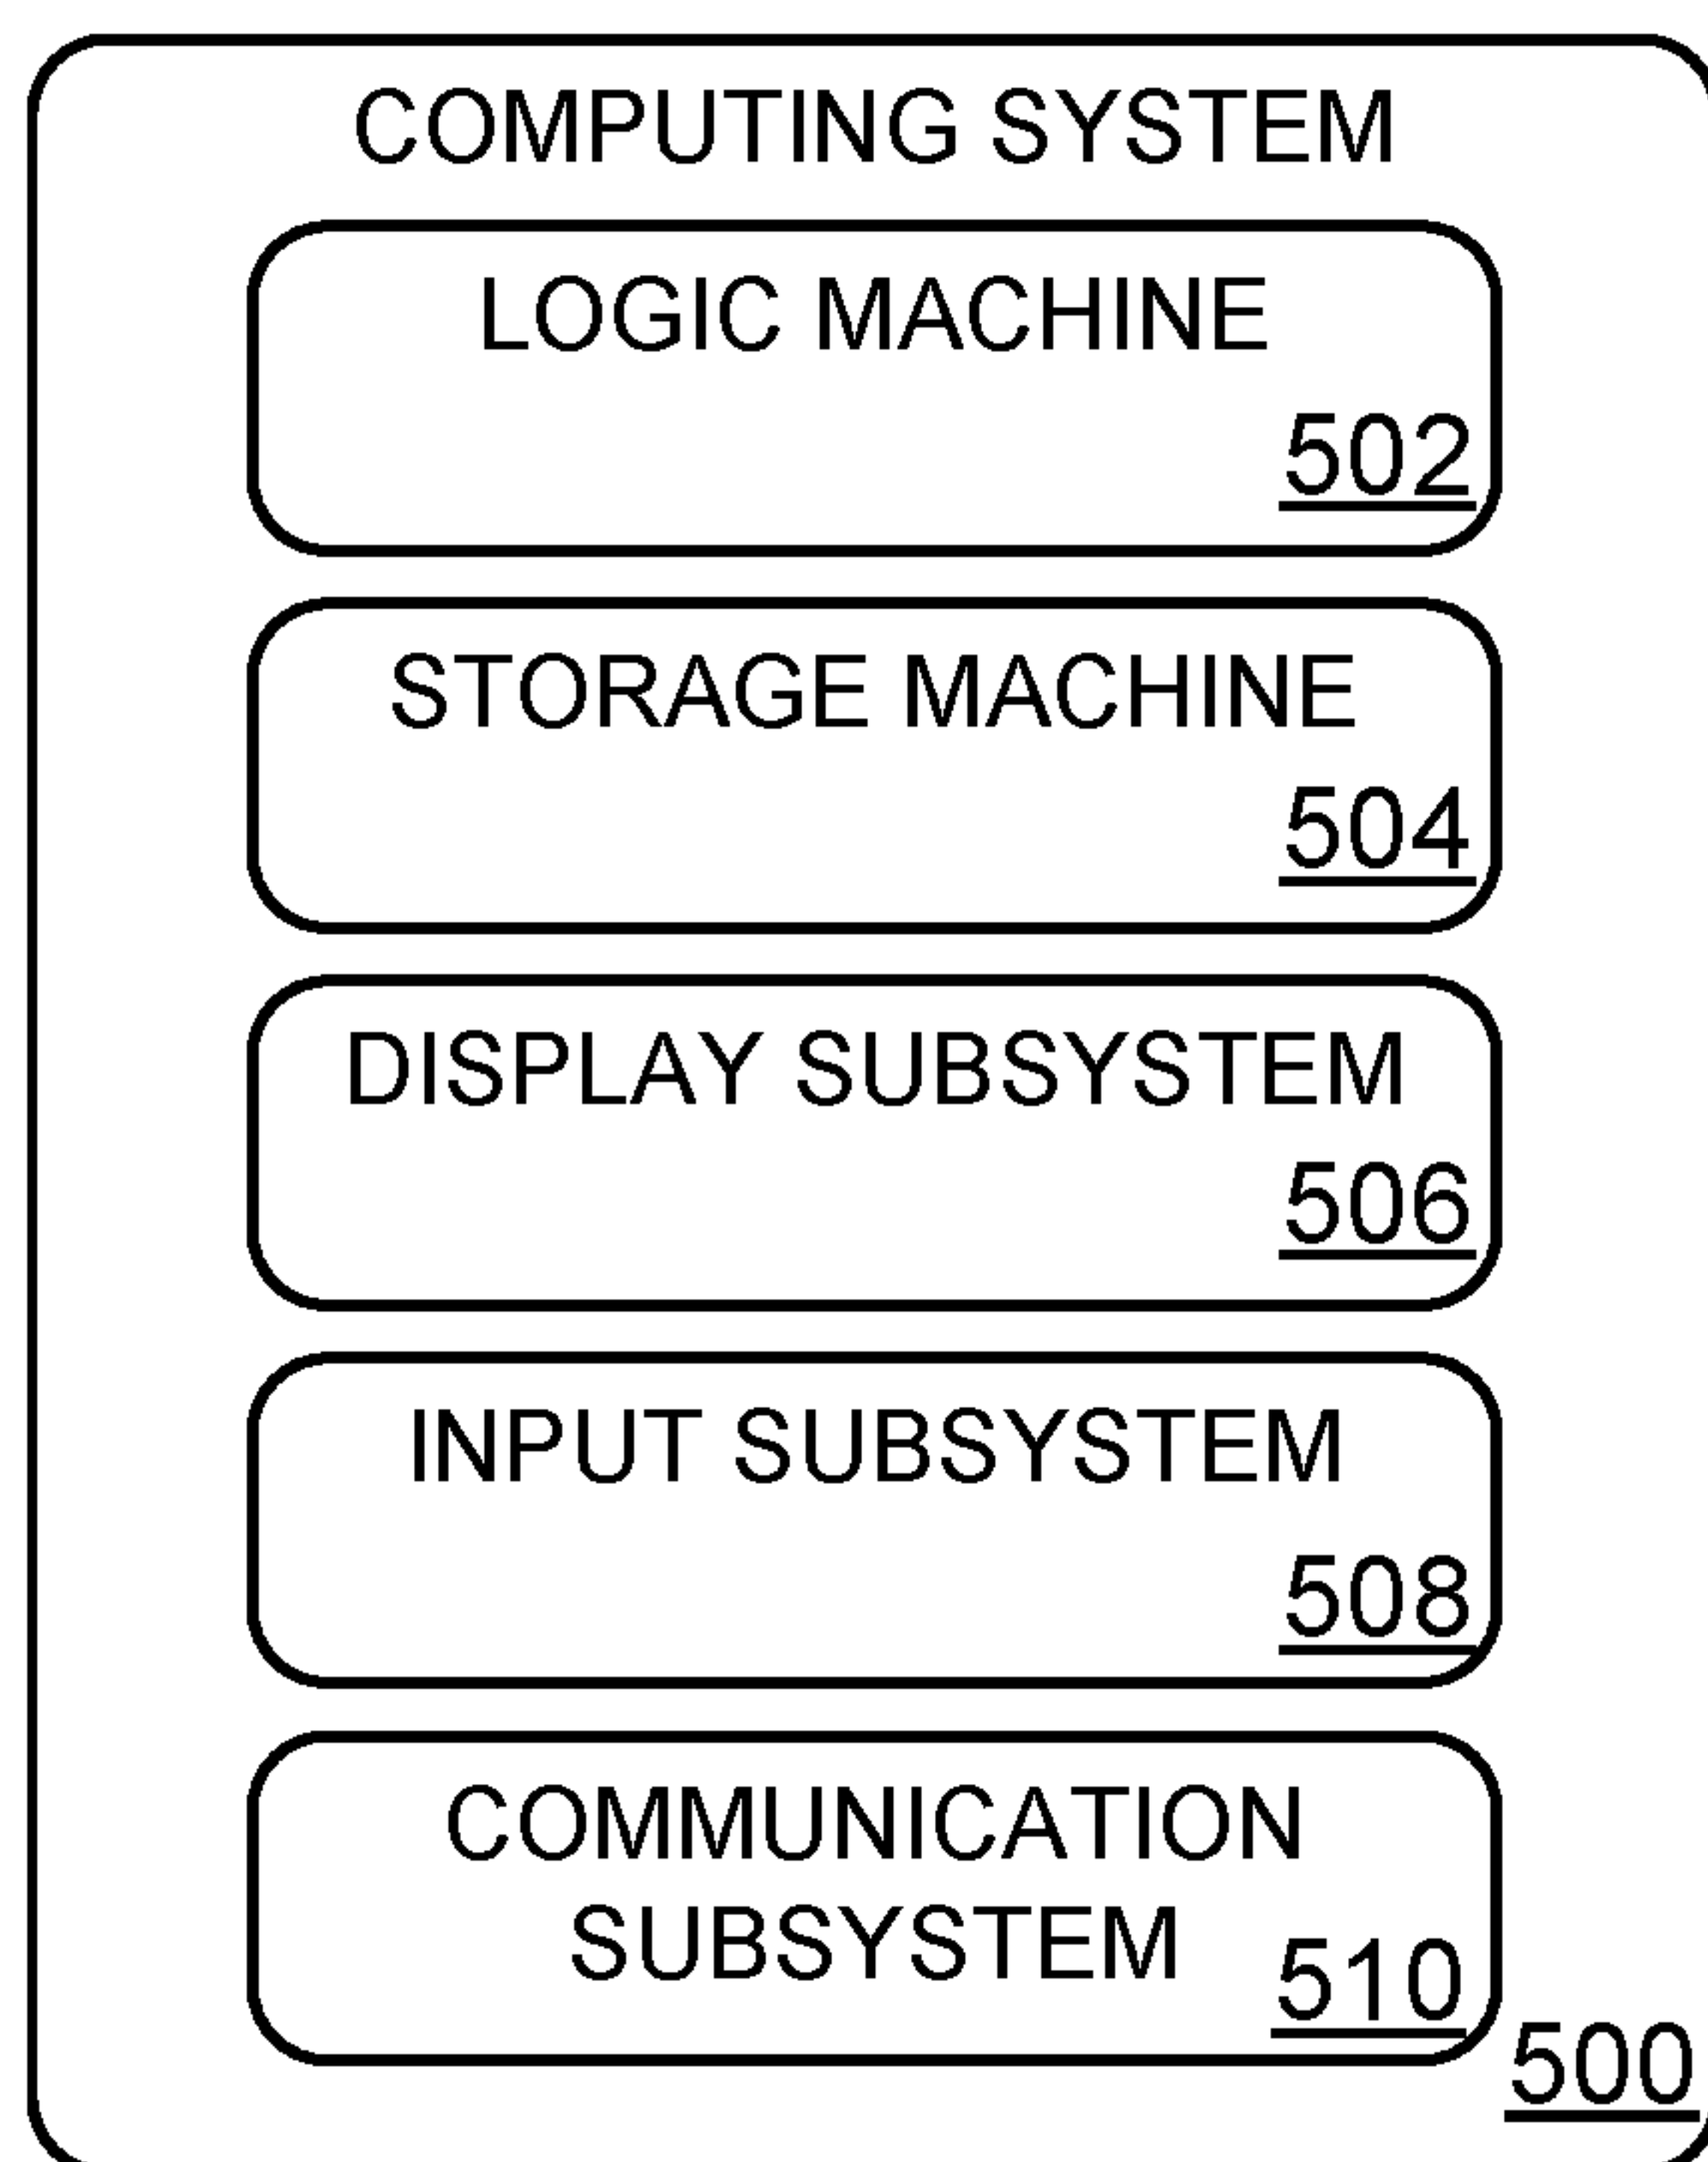 COMPUTING SYSTEM
LOGIC MACHINE
502
STORAGE MACHINE
504
DISPLAY SUBSYSTEM
506
INPUT SUBSYSTEM
508
COMMUNICATION
SUBSYSTEM
510
500